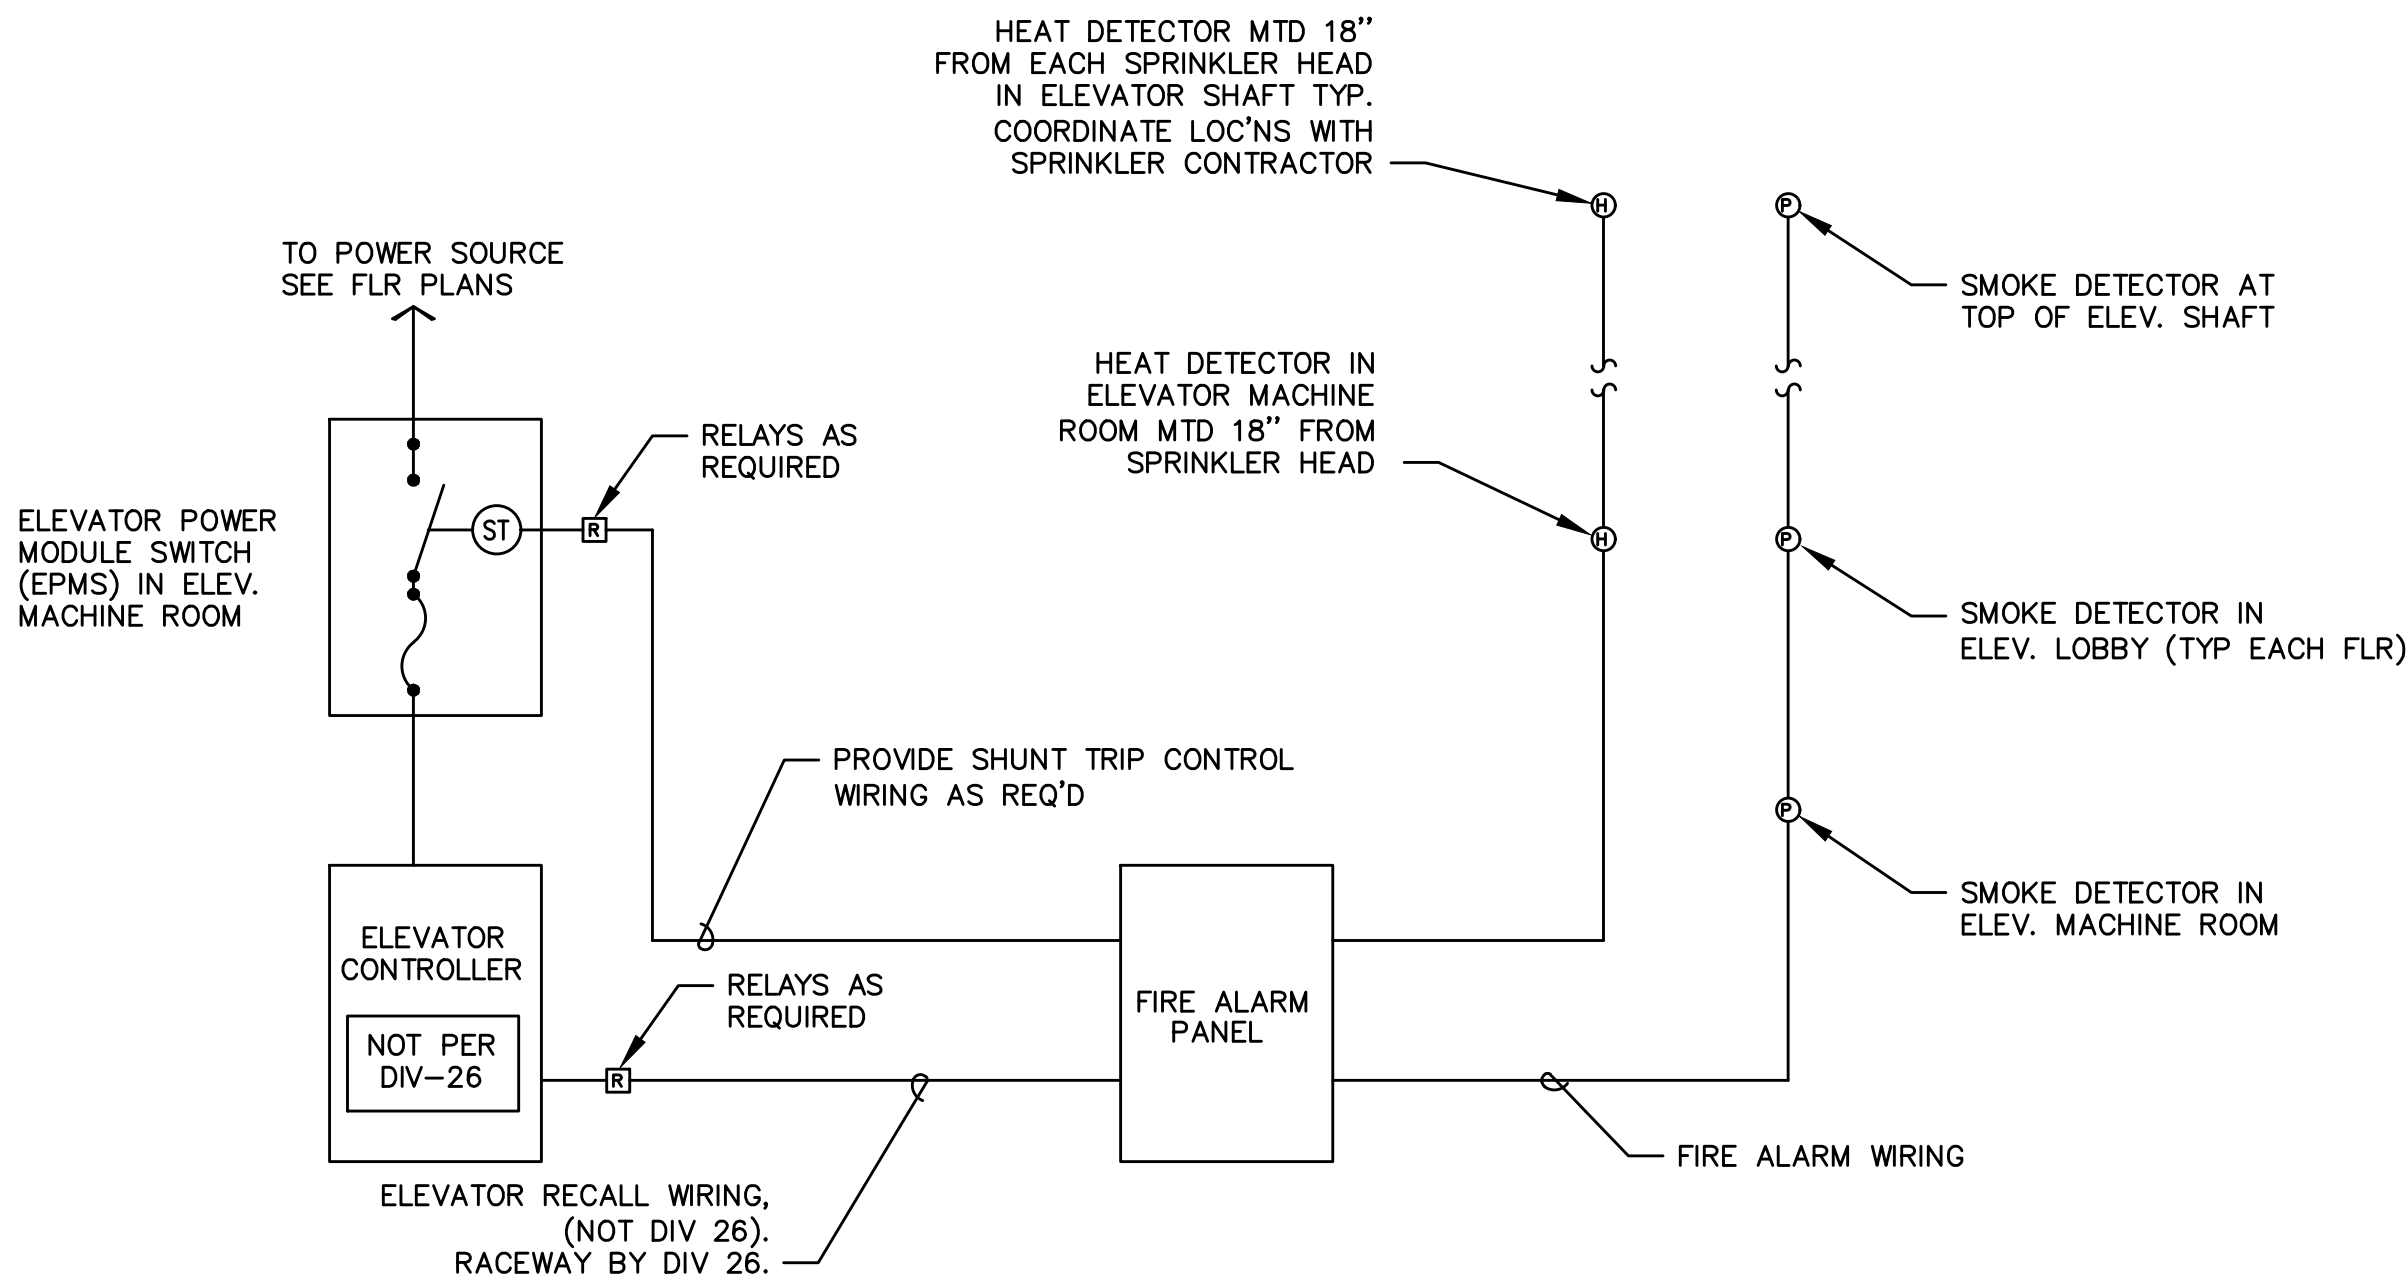 HEAT DETECTOR MTD 18"
FROM EACH SPRINKLER HEAD
IN ELEVATOR SHAFT TYP.
COORDINATE LOC'NS WITH
SPRINKLER CONTRACTOR
H
P
TO POWER SOURCE
SEE FLR PLANS
SMOKE DETECTOR AT
TOP OF ELEV. SHAFT
HEAT DETECTOR IN
ELEVATOR MACHINE
ROOM MTD 18" FROM
SPRINKLER HEAD
RELAYS AS
REQUIRED
ELEVATOR POWER
MODULE SWITCH
(EPMS) IN ELEV.
MACHINE ROOM
ST
R
H
P
SMOKE DETECTOR IN
ELEV. LOBBY (TYP EACH FLR)
PROVIDE SHUNT TRIP CONTROL
WIRING AS REQ'D
P
SMOKE DETECTOR IN
ELEV. MACHINE ROOM
ELEVATOR
CONTROLLER
NOT PER
DIV-26
RELAYS AS
REQUIRED
R
FIRE ALARM
PANEL
FIRE ALARM WIRING
ELEVATOR RECALL WIRING,
(NOT DIV 26).
RACEWAY BY DIV 26.